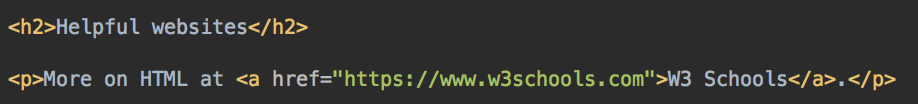 <h2>Helpful websites</h2>
<p>More on HTML at <a href="https://www.w3schools.com">W3 Schools</a>.</p>